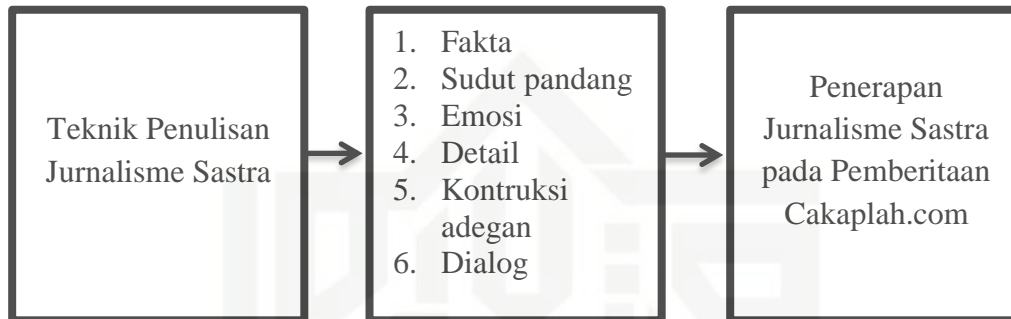 Teknik Penulisan
Jurnalisme Sastra
1. Fakta
2. Sudut pandang
3. Emosi
4. Detail
5. Kontruksi
adegan
6. Dialog
Penerapan
Jurnalisme Sastra
pada Pemberitaan
Cakaplah.com